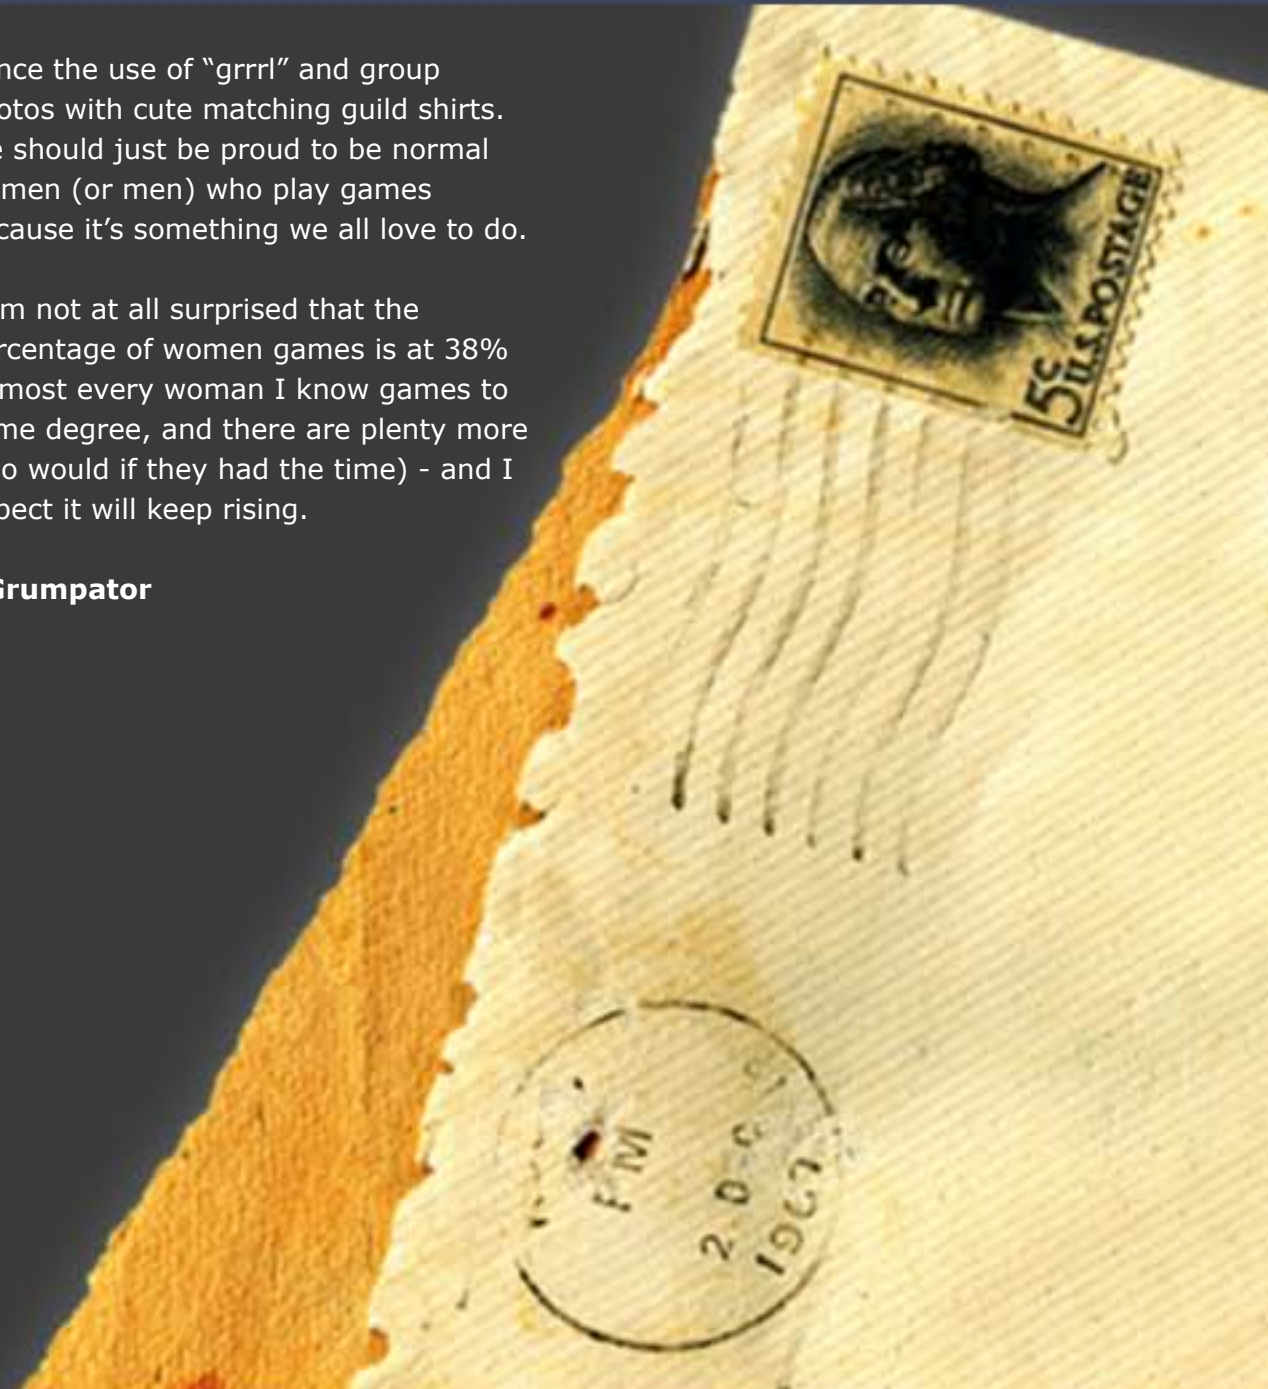 nce the use of “grrrl” and group
otos with cute matching guild shirts.
e should just be proud to be normal
men (or men) who play games
cause it’s something we all love to do.
m not at all surprised that the
rcentage of women games is at 38%
most every woman I know games to
me degree, and there are plenty more
o would if they had the time) - and I
pect it will keep rising.
Grumpator
5c U.S. POSTAGE
PM
1967